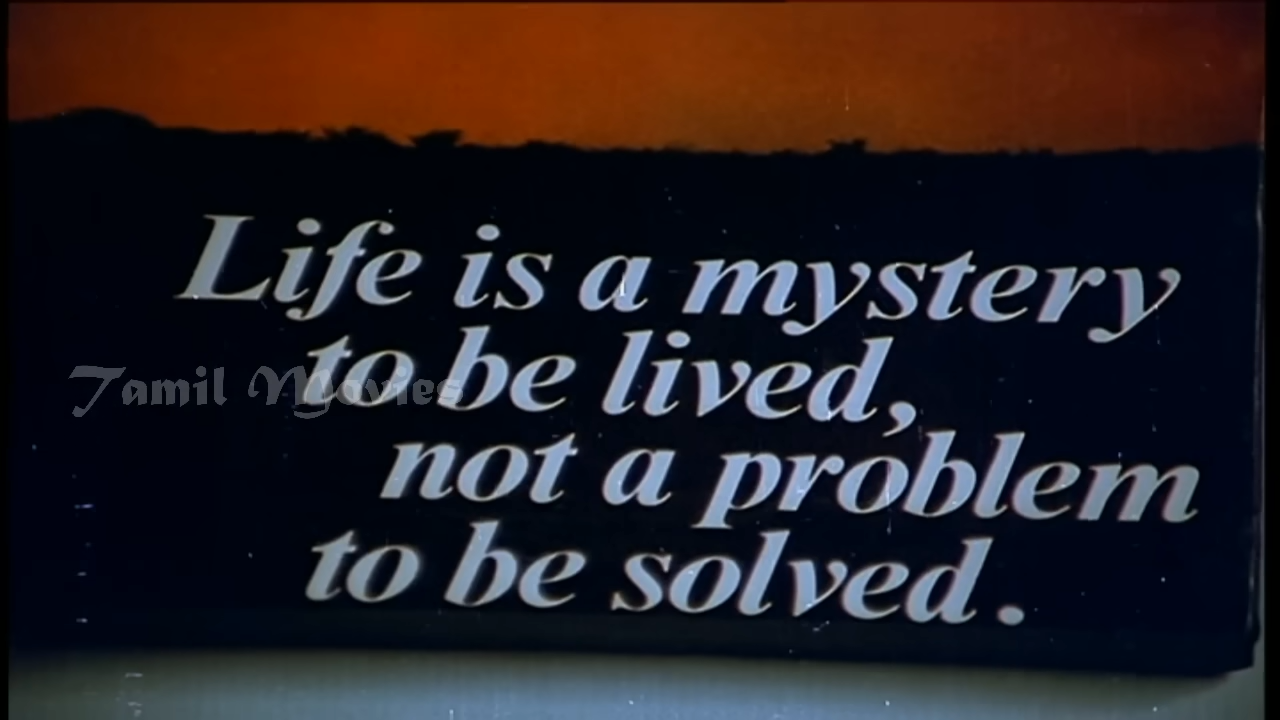 Life is a mystery
to be lived,
Tamil Movies
not a problem
to be solved.